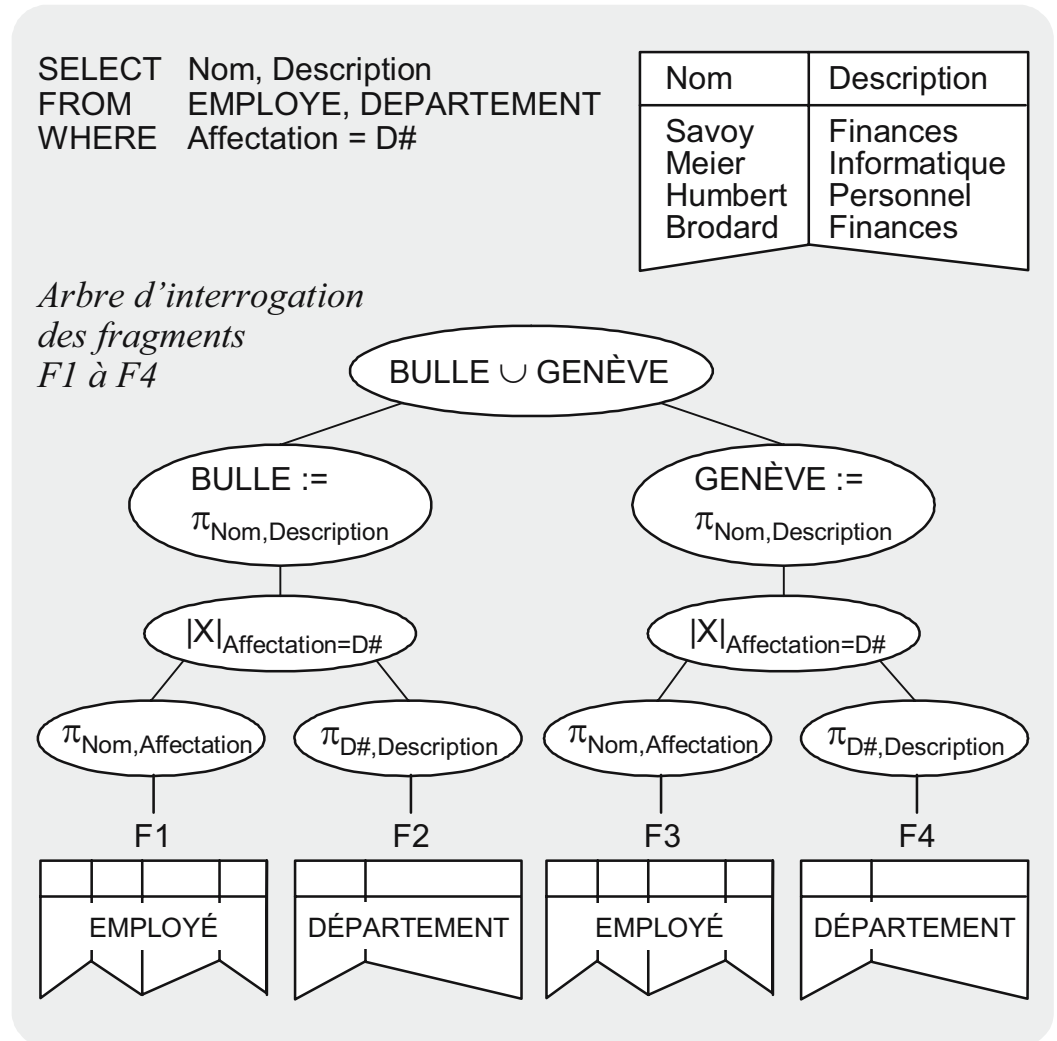 SELECT Nom, Description
FROM EMPLOYE, DEPARTEMENT
WHERE Affectation = D#
Nom Description
Savoy Finances
Meier Informatique
Humbert Personnel
Brodard Finances
Arbre d'interrogation
des fragments
F1 à F4
BULLE ∪ GENÈVE
BULLE :=
πNom,Description
GENÈVE :=
πNom,Description
|X|Affectation=D#
|X|Affectation=D#
πNom,Affectation
πD#,Description
πNom,Affectation
πD#,Description
F1
F2
F3
F4
EMPLOYÉ
DÉPARTEMENT
EMPLOYÉ
DÉPARTEMENT